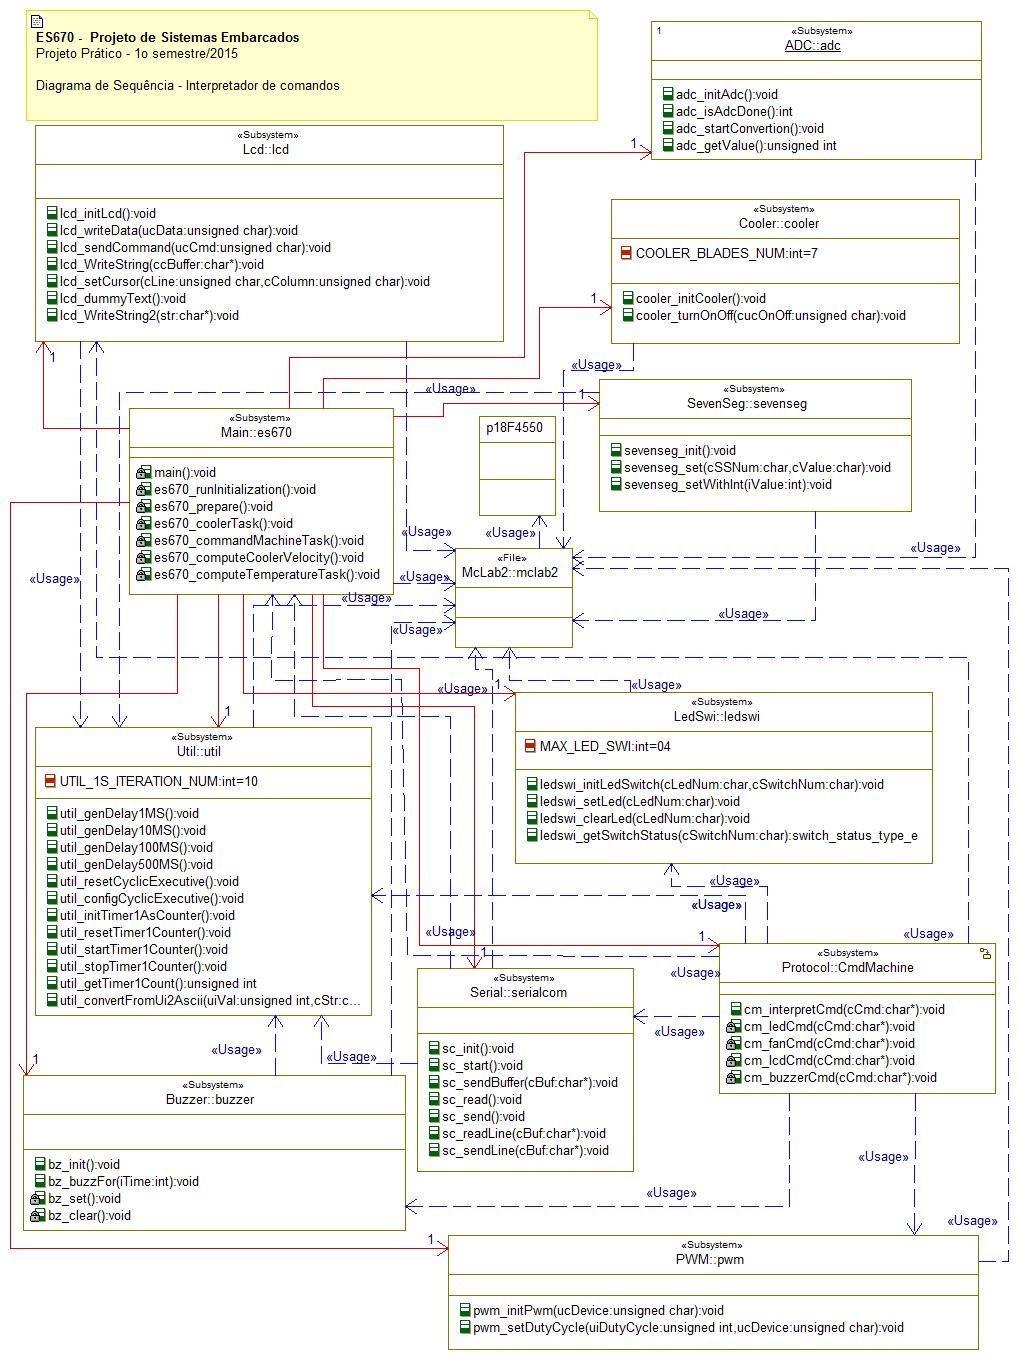 ES670 -  Projeto de Sistemas Embarcados
Projeto Prático - 1o semestre/2015
Diagrama de Sequência - Interpretador de comandos
1
«Subsystem»
ADC::adc
adc_initAdc():void
adc_isAdcDone():int
adc_startConvertion():void
adc_getValue():unsigned int
«Subsystem»
Lcd::lcd
lcd_initLcd():void
lcd_writeData(ucData:unsigned char):void
lcd_sendCommand(ucCmd:unsigned char):void
lcd_WriteString(ccBuffer:char*):void
lcd_setCursor(cLine:unsigned char,cColumn:unsigned char):void
lcd_dummyText():void
lcd_WriteString2(str:char*):void
1
«Subsystem»
Cooler::cooler
COOLER_BLADES_NUM:int=7
cooler_initCooler():void
cooler_turnOnOff(cucOnOff:unsigned char):void
1
1
«Usage»
«Usage»
1
«Subsystem»
SevenSeg::sevenseg
sevenseg_init():void
sevenseg_set(cSSNum:char,cValue:char):void
sevenseg_setWithInt(iValue:int):void
«Subsystem»
Main::es670
main():void
es670_runInitialization():void
es670_prepare():void
es670_coolerTask():void
es670_commandMachineTask():void
es670_computeCoolerVelocity():void
es670_computeTemperatureTask():void
p18F4550
«Usage»
«Usage»
«Usage»
«File»
McLab2::mclab2
«Usage»
«Usage»
«Usage»
«Usage»
«Usage»
«Usage»
1
«Usage»
1
«Subsystem»
LedSwi::ledswi
MAX_LED_SWI:int=04
ledswi_initLedSwitch(cLedNum:char,cSwitchNum:char):void
ledswi_setLed(cLedNum:char):void
ledswi_clearLed(cLedNum:char):void
ledswi_getSwitchStatus(cSwitchNum:char):switch_status_type_e
«Subsystem»
Util::util
UTIL_1S_ITERATION_NUM:int=10
util_genDelay1MS():void
util_genDelay10MS():void
util_genDelay100MS():void
util_genDelay500MS():void
util_resetCyclicExecutive():void
util_configCyclicExecutive():void
util_initTimer1AsCounter():void
util_resetTimer1Counter():void
util_startTimer1Counter():void
util_stopTimer1Counter():void
util_getTimer1Count():unsigned int
util_convertFromUi2Ascii(uiVal:unsigned int,cStr:c...
«Usage»
«Usage»
«Usage»
1
«Usage»
1
«Usage»
«Subsystem»
Protocol::CmdMachine
cm_interpretCmd(cCmd:char*):void
cm_ledCmd(cCmd:char*):void
cm_fanCmd(cCmd:char*):void
cm_lcdCmd(cCmd:char*):void
cm_buzzerCmd(cCmd:char*):void
«Subsystem»
Serial::serialcom
sc_init():void
sc_start():void
sc_sendBuffer(cBuf:char*):void
sc_read():void
sc_send():void
sc_readLine(cBuf:char*):void
sc_sendLine(cBuf:char*):void
«Usage»
«Usage»
«Usage»
1
«Subsystem»
Buzzer::buzzer
bz_init():void
bz_buzzFor(iTime:int):void
bz_set():void
bz_clear():void
«Usage»
«Usage»
«Usage»
1
«Subsystem»
PWM::pwm
pwm_initPwm(ucDevice:unsigned char):void
pwm_setDutyCycle(uiDutyCycle:unsigned int,ucDevice:unsigned char):void